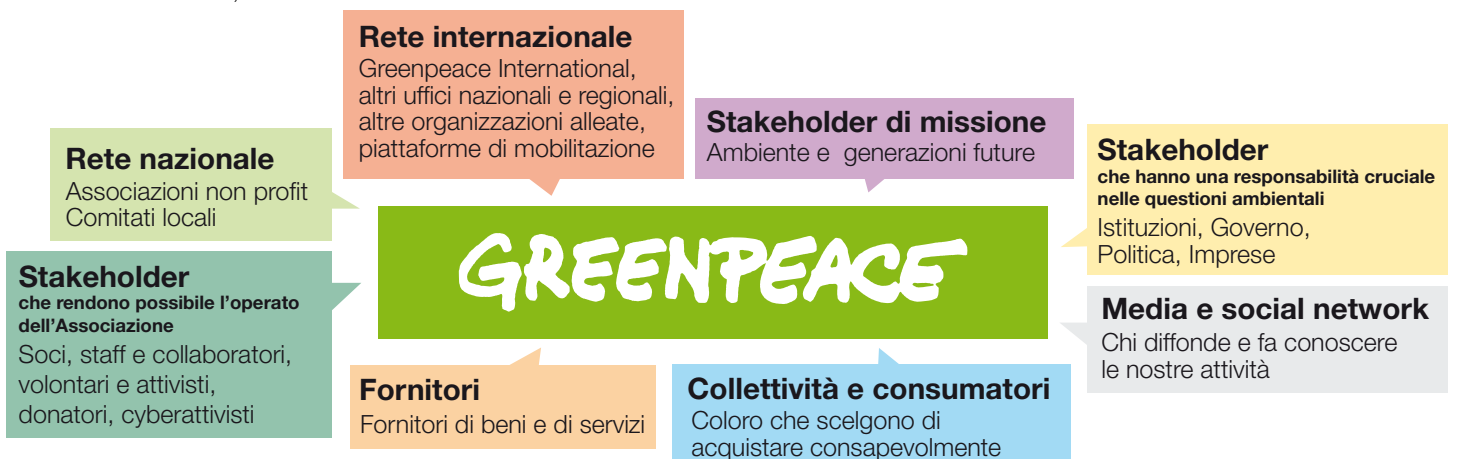 Rete internazionale
Greenpeace International,
altri uffici nazionali e regionali,
altre organizzazioni alleate,
piattaforme di mobilitazione
Stakeholder di missione
Ambiente e generazioni future
Rete nazionale
Associazioni non profit
Comitati locali
Stakeholder
che hanno una responsabilità cruciale
nelle questioni ambientali
Istituzioni, Governo,
Politica, Imprese
GREENPEACE
Stakeholder
che rendono possibile l'operato
dell'Associazione
Soci, staff e collaboratori,
volontari e attivisti,
donatori, cyberattivisti
Media e social network
Chi diffonde e fa conoscere
le nostre attività
Fornitori
Fornitori di beni e di servizi
Collettività e consumatori
Coloro che scelgono di
acquistare consapevolmente